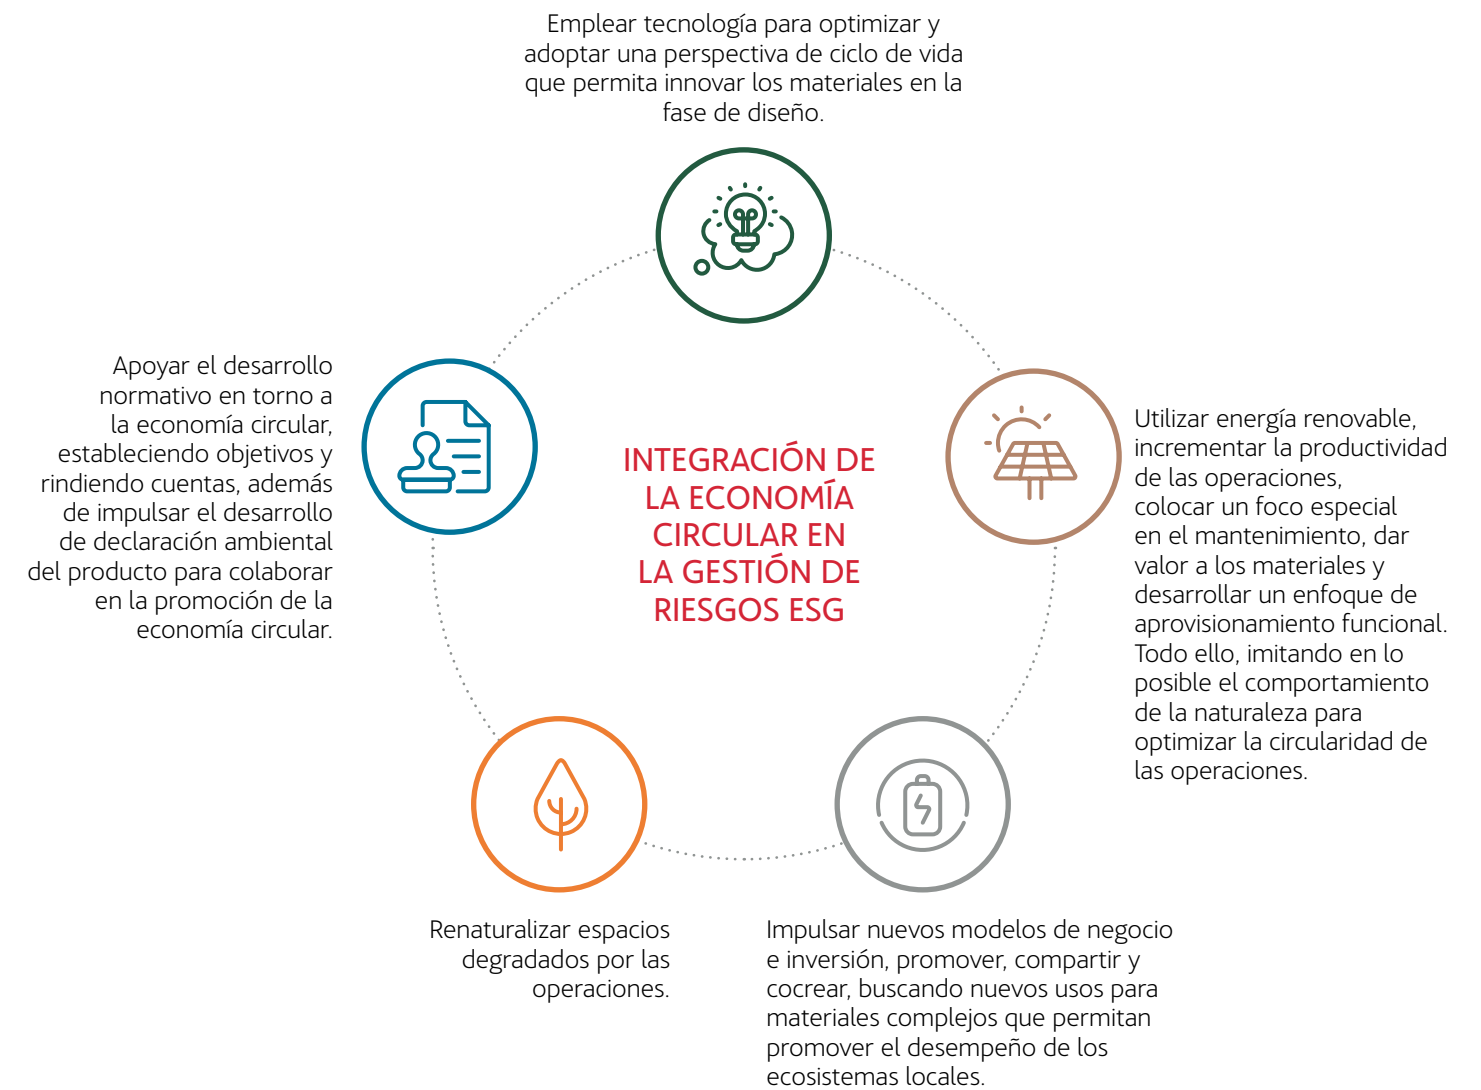 Emplear tecnología para optimizar y
adoptar una perspectiva de ciclo de vida
que permita innovar los materiales en la
fase de diseño.
Apoyar el desarrollo
normativo en torno a
la economía circular,
estableciendo objetivos y
rindiendo cuentas, además
de impulsar el desarrollo
de declaración ambiental
del producto para colaborar
en la promoción de la
economía circular.
INTEGRACIÓN DE
LA ECONOMÍA
CIRCULAR EN
LA GESTIÓN DE
RIESGOS ESG
Utilizar energía renovable,
incrementar la productividad
de las operaciones,
colocar un foco especial
en el mantenimiento, dar
valor a los materiales y
desarrollar un enfoque de
aprovisionamiento funcional.
Todo ello, imitando en lo
posible el comportamiento
de la naturaleza para
optimizar la circularidad de
las operaciones.
Renaturalizar espacios
degradados por las
operaciones.
Impulsar nuevos modelos de negocio
e inversión, promover, compartir y
cocrear, buscando nuevos usos para
materiales complejos que permitan
promover el desempeño de los
ecosistemas locales.